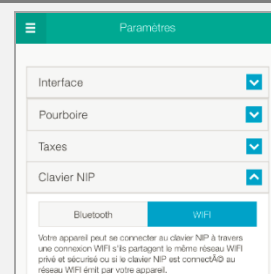 Paramètres
Interface
Pourboire
Taxes
Clavier NIP
Bluetooth WIFI
Votre appareil peut se connecter au clavier NIP à travers
une connexion WIFI s'ils partagent le même réseau WIFI
privé et sécurisé ou si le clavier NIP est connectÃ© au
réseau WIFI émit par votre appareil.